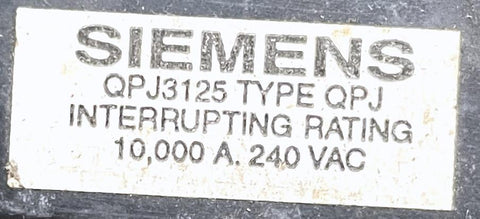 SIEMENS
QPJ3125 TYPE QPJ
INTERRUPTING RATING
10,000 A. 240 VAC